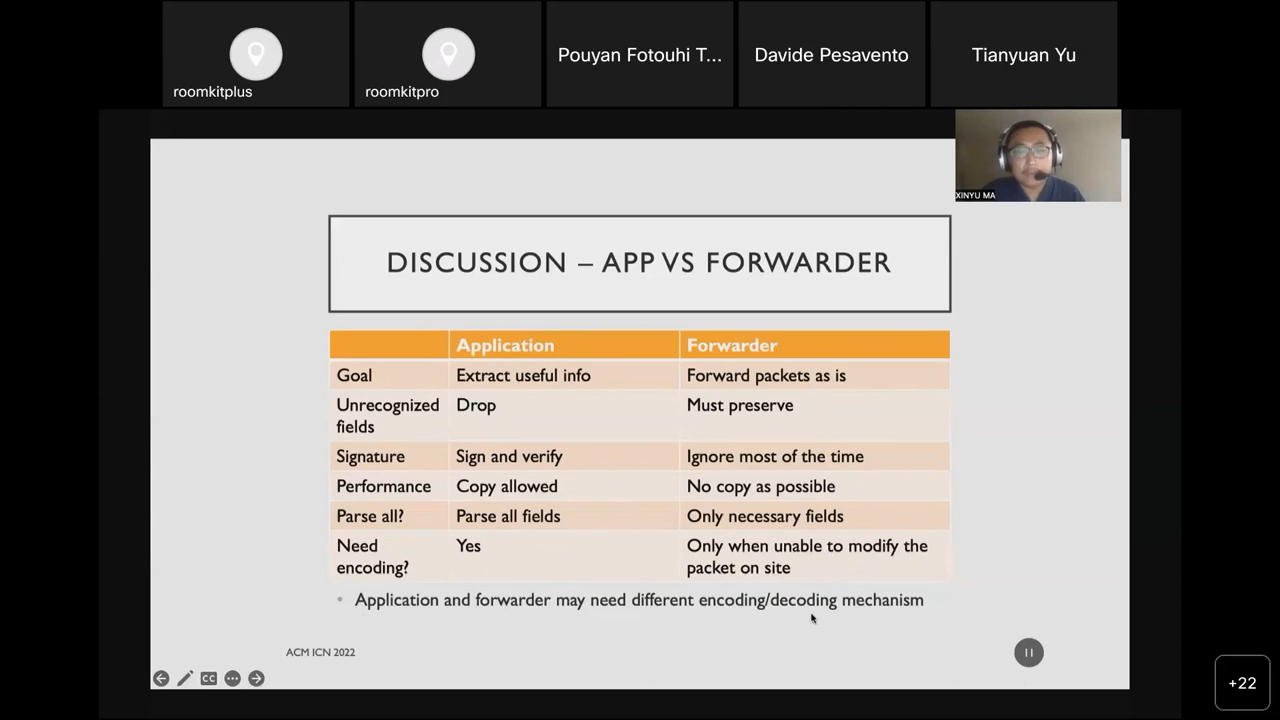 roomkitplus
roomkitpro
Pouyan Fotouhi T...
Davide Pesavento
Tianyuan Yu
XINYU MA
DISCUSSION – APP VS FORWARDER
Application Forwarder
Goal Extract useful info Forward packets as is
Unrecognized fields Drop Must preserve
Signature Sign and verify Ignore most of the time
Performance Copy allowed No copy as possible
Parse all? Parse all fields Only necessary fields
Need encoding? Yes Only when unable to modify the packet on site
• Application and forwarder may need different encoding/decoding mechanism
ACM ICN 2022
11
CC
+22